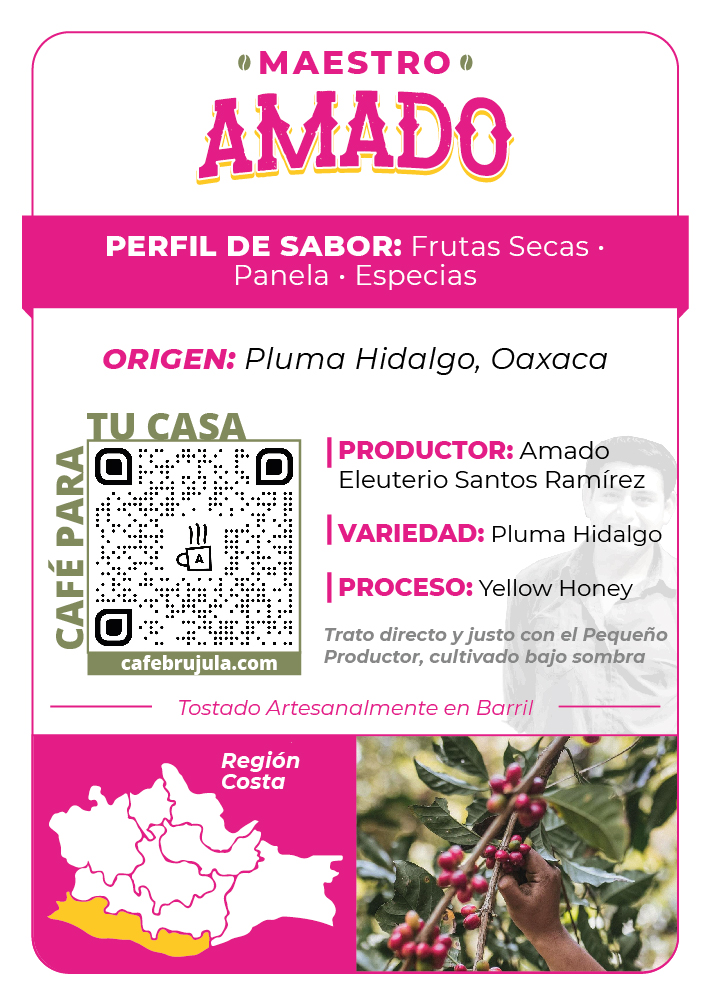 MAESTRO
AMADO
PERFIL DE SABOR: Frutas Secas •
Panela • Especias
ORIGEN: Pluma Hidalgo, Oaxaca
TU CASA
CAFÉ PARA
A
cafebrujula.com
PRODUCTOR: Amado
Eleuterio Santos Ramírez
VARIEDAD: Pluma Hidalgo
PROCESO: Yellow Honey
Trato directo y justo con el Pequeño
Productor, cultivado bajo sombra
Tostado Artesanalmente en Barril
Región
Costa